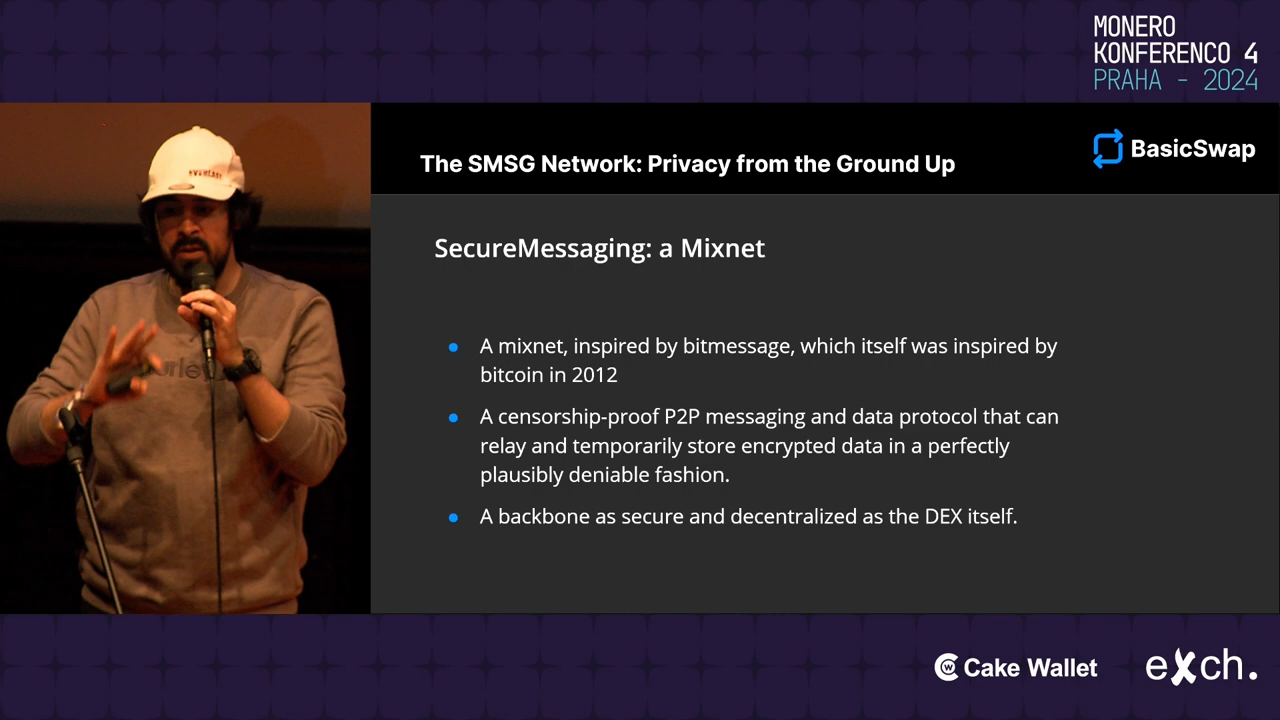 MONERO
KONFERENCO 4
PRAHA - 2024
BasicSwap
The SMSG Network: Privacy from the Ground Up
SecureMessaging: a Mixnet
A mixnet, inspired by bitmessage, which itself was inspired by
bitcoin in 2012
A censorship-proof P2P messaging and data protocol that can
relay and temporarily store encrypted data in a perfectly
plausibly deniable fashion.
A backbone as secure and decentralized as the DEX itself.
Cake Wallet
exch.